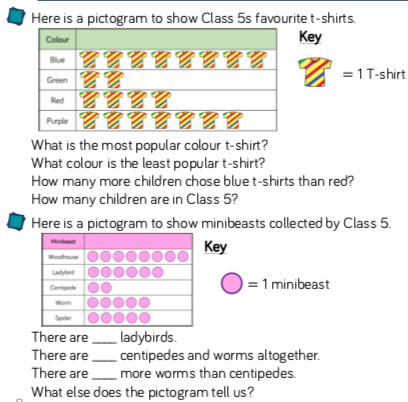 Here is a pictogram to show Class 5s favourite t-shirts.
Colour
Key
Blue
= 1 T-shirt
Green
Red
Purple
What is the most popular colour t-shirt?
What colour is the least popular t-shirt?
How many more children chose blue t-shirts than red?
How many children are in Class 5?
Here is a pictogram to show minibeasts collected by Class 5.
Minibeast
Key
Woodhouse
Ladybird
= 1 minibeast
Centipede
Worm
Spider
There are ____ ladybirds.
There are ____ centipedes and worms altogether.
There are ____ more worms than centipedes.
What else does the pictogram tell us?